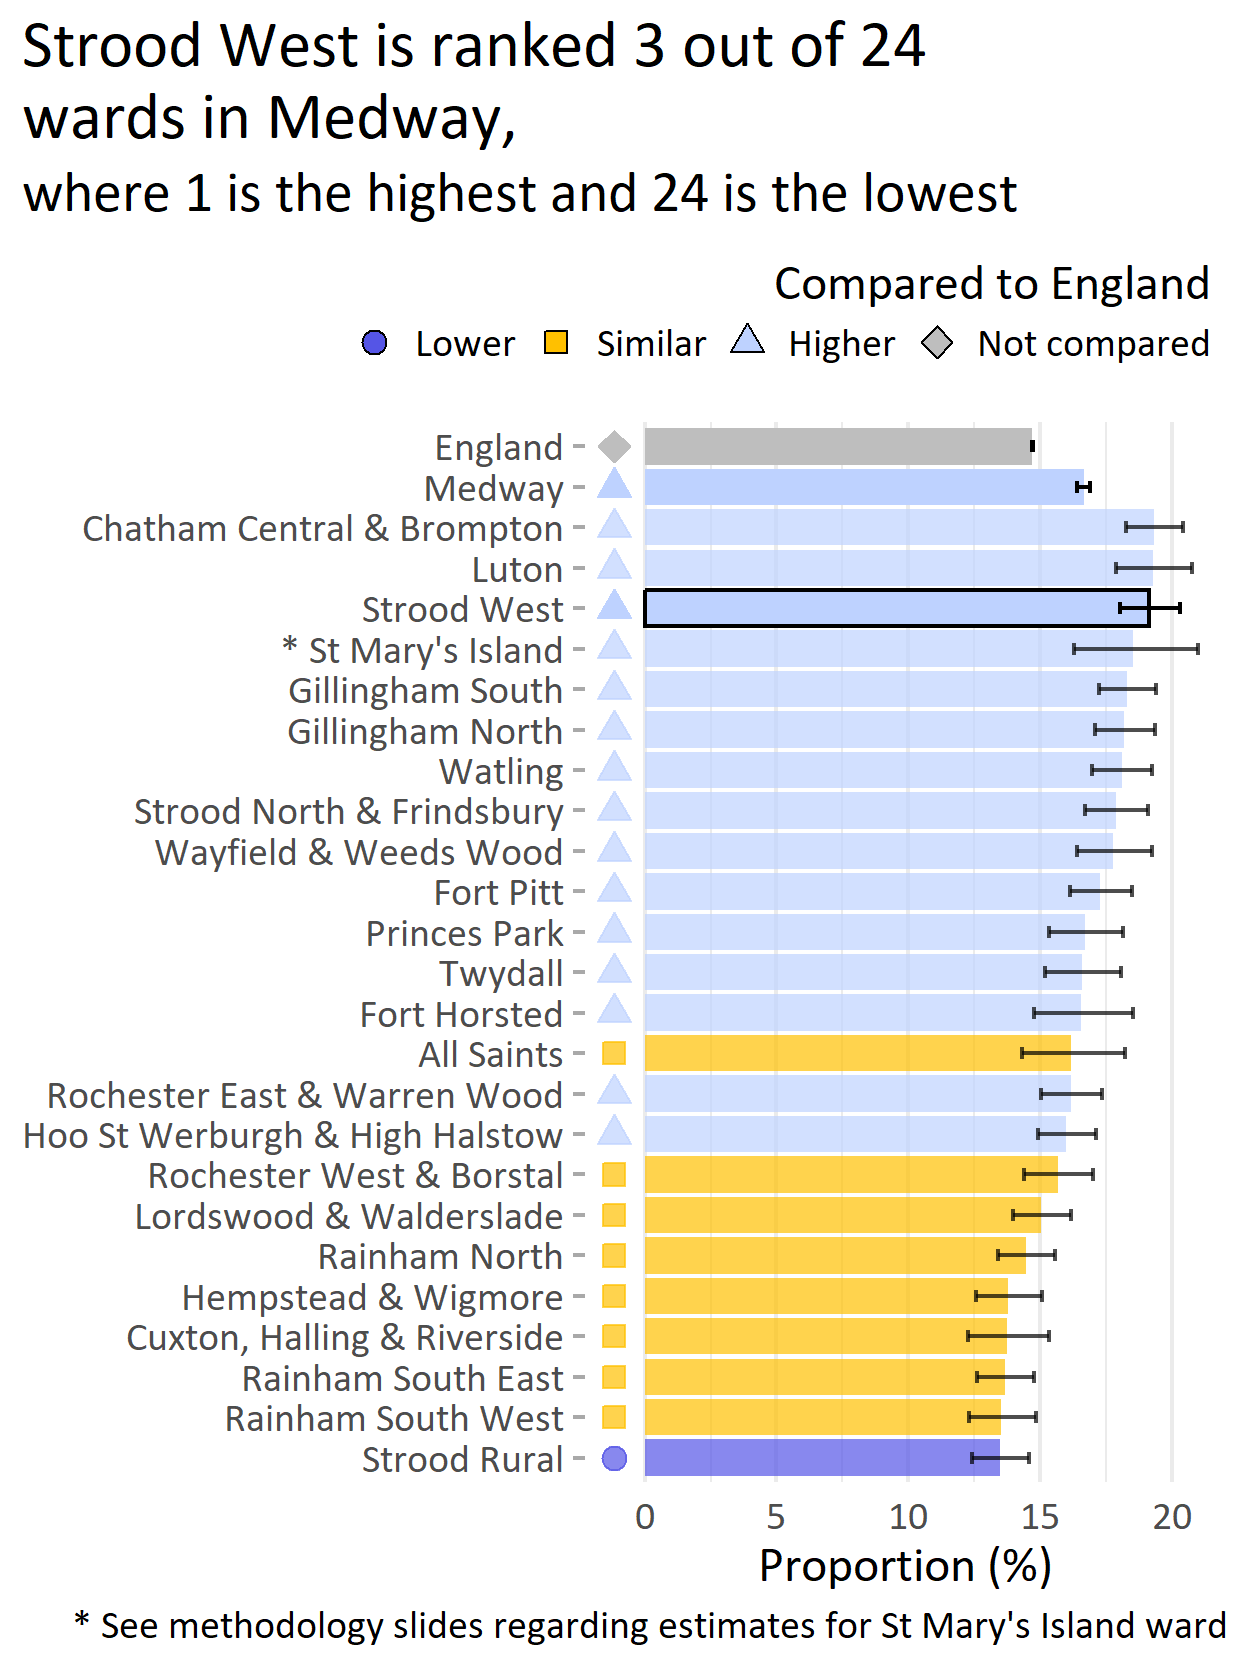 Strood West is ranked 3 out of 24
wards in Medway,
where 1 is the highest and 24 is the lowest
Compared to England
Lower Similar Higher Not compared
England
Medway
Chatham Central & Brompton
Luton
Strood West
* St Mary's Island
Gillingham South
Gillingham North
Watling
Strood North & Frindsbury
Wayfield & Weeds Wood
Fort Pitt
Princes Park
Twydall
Fort Horsted
All Saints
Rochester East & Warren Wood
Hoo St Werburgh & High Halstow
Rochester West & Borstal
Lordswood & Walderslade
Rainham North
Hempstead & Wigmore
Cuxton, Halling & Riverside
Rainham South East
Rainham South West
Strood Rural
0 5 10 15 20
Proportion (%)
* See methodology slides regarding estimates for St Mary's Island ward